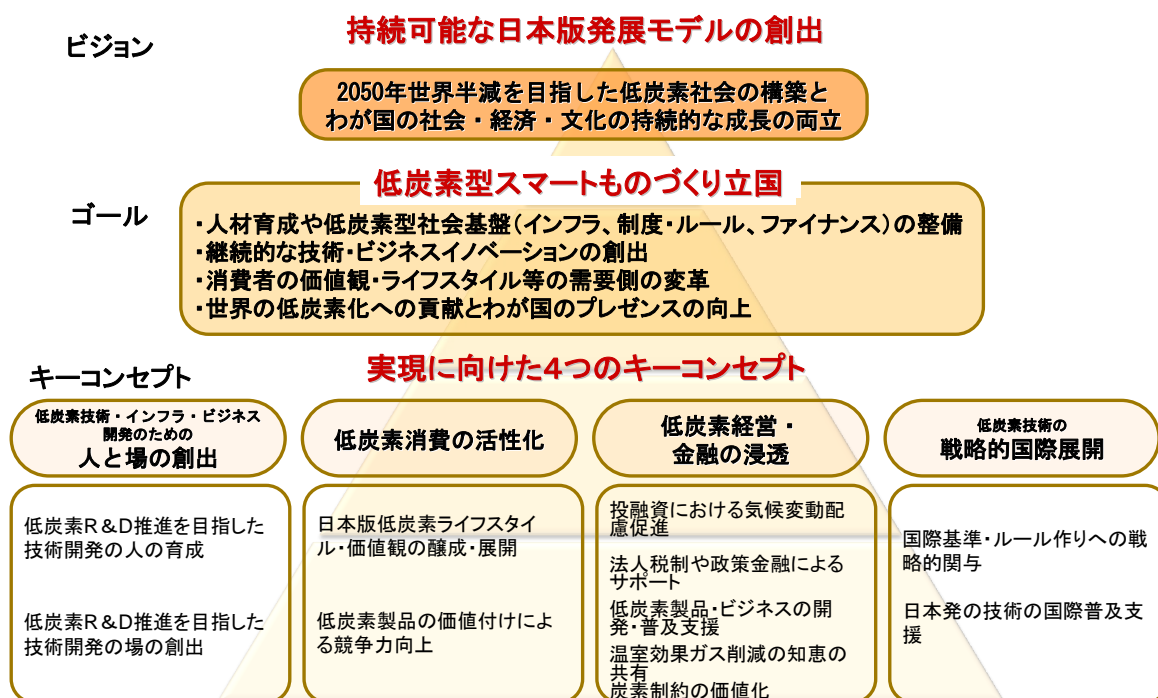 ビジョン
持続可能な日本版発展モデルの創出
2050年世界半減を目指した低炭素社会の構築と
わが国の社会・経済・文化の持続的な成長の両立
ゴール
低炭素型スマートものづくり立国
・人材育成や低炭素型社会基盤(インフラ、制度・ルール、ファイナンス)の整備
・継続的な技術・ビジネスイノベーションの創出
・消費者の価値観・ライフスタイル等の需要側の変革
・世界の低炭素化への貢献とわが国のプレゼンスの向上
キーコンセプト
実現に向けた4つのキーコンセプト
低炭素技術・インフラ・ビジネス
開発のための
人と場の創出
低炭素R&D推進を目指した
技術開発の人の育成
低炭素R&D推進を目指した
技術開発の場の創出
低炭素消費の活性化
日本版低炭素ライフスタイ
ル・価値観の醸成・展開
低炭素製品の価値付けによ
る競争力向上
低炭素経営・
金融の浸透
投融資における気候変動配
慮促進
法人税制や政策金融による
サポート
低炭素製品・ビジネスの開
発・普及支援
温室効果ガス削減の知恵の
共有
炭素制約の価値化
低炭素技術の
戦略的国際展開
国際基準・ルール作りへの戦
略的関与
日本発の技術の国際普及支
援